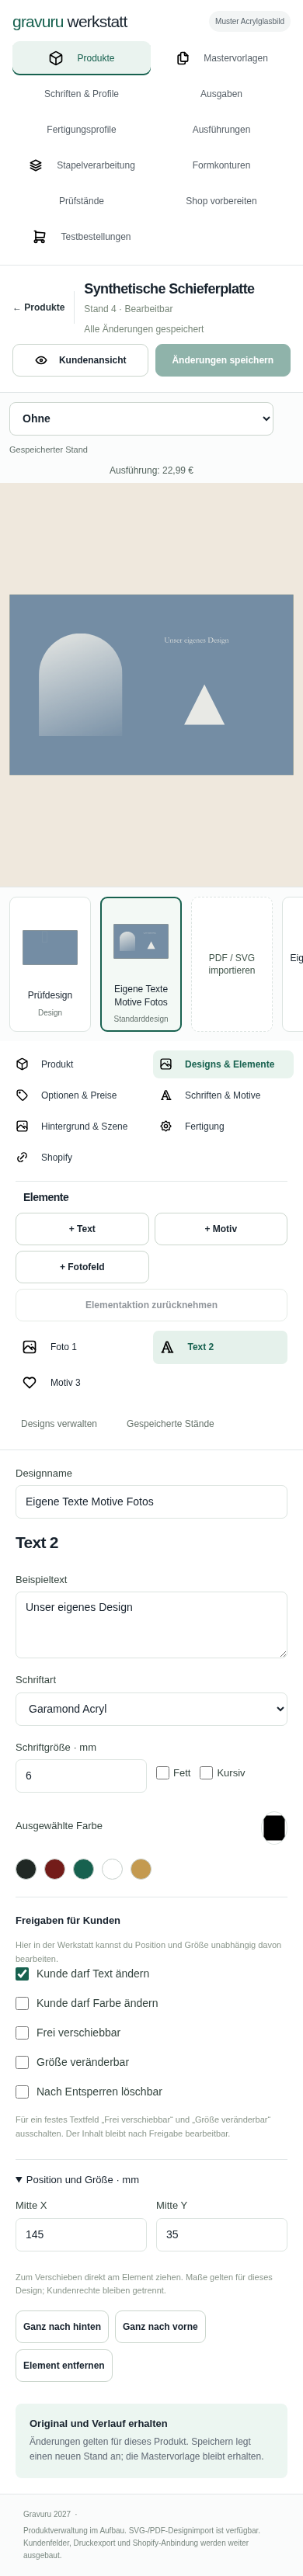 gravuru werkstatt
Muster Acrylglasbild
Produkte
Mastervorlagen
Schriften & Profile
Ausgaben
Fertigungsprofile
Ausführungen
Stapelverarbeitung
Formkonturen
Prüfstände
Shop vorbereiten
Testbestellungen
← Produkte
Synthetische Schieferplatte
Stand 4 · Bearbeitbar
Alle Änderungen gespeichert
Kundenansicht
Änderungen speichern
Ohne
Gespeicherter Stand
Ausführung: 22,99 €
Unser eigenes Design
Prüfdesign
Design
Eigene Texte
Motive Fotos
Standarddesign
PDF / SVG
importieren
Eig
Produkt
Designs & Elemente
Optionen & Preise
Schriften & Motive
Hintergrund & Szene
Fertigung
Shopify
Elemente
+ Text
+ Motiv
+ Fotofeld
Elementaktion zurücknehmen
Foto 1
Text 2
Motiv 3
Designs verwalten
Gespeicherte Stände
Designname
Eigene Texte Motive Fotos
Text 2
Beispieltext
Unser eigenes Design
Schriftart
Garamond Acryl
Schriftgröße · mm
6
Fett
Kursiv
Ausgewählte Farbe
Freigaben für Kunden
Hier in der Werkstatt kannst du Position und Größe unabhängig davon
bearbeiten.
Kunde darf Text ändern
Kunde darf Farbe ändern
Frei verschiebbar
Größe veränderbar
Nach Entsperren löschbar
Für ein festes Textfeld „Frei verschiebbar“ und „Größe veränderbar“
ausschalten. Der Inhalt bleibt nach Freigabe bearbeitbar.
Position und Größe · mm
Mitte X
Mitte Y
145
35
Zum Verschieben direkt am Element ziehen. Maße gelten für dieses
Design; Kundenrechte bleiben getrennt.
Ganz nach hinten
Ganz nach vorne
Element entfernen
Original und Verlauf erhalten
Änderungen gelten für dieses Produkt. Speichern legt
einen neuen Stand an; die Mastervorlage bleibt erhalten.
Gravuru 2027 ·
Produktverwaltung im Aufbau. SVG-/PDF-Designimport ist verfügbar.
Kundenfelder, Druckexport und Shopify-Anbindung werden weiter
ausgebaut.